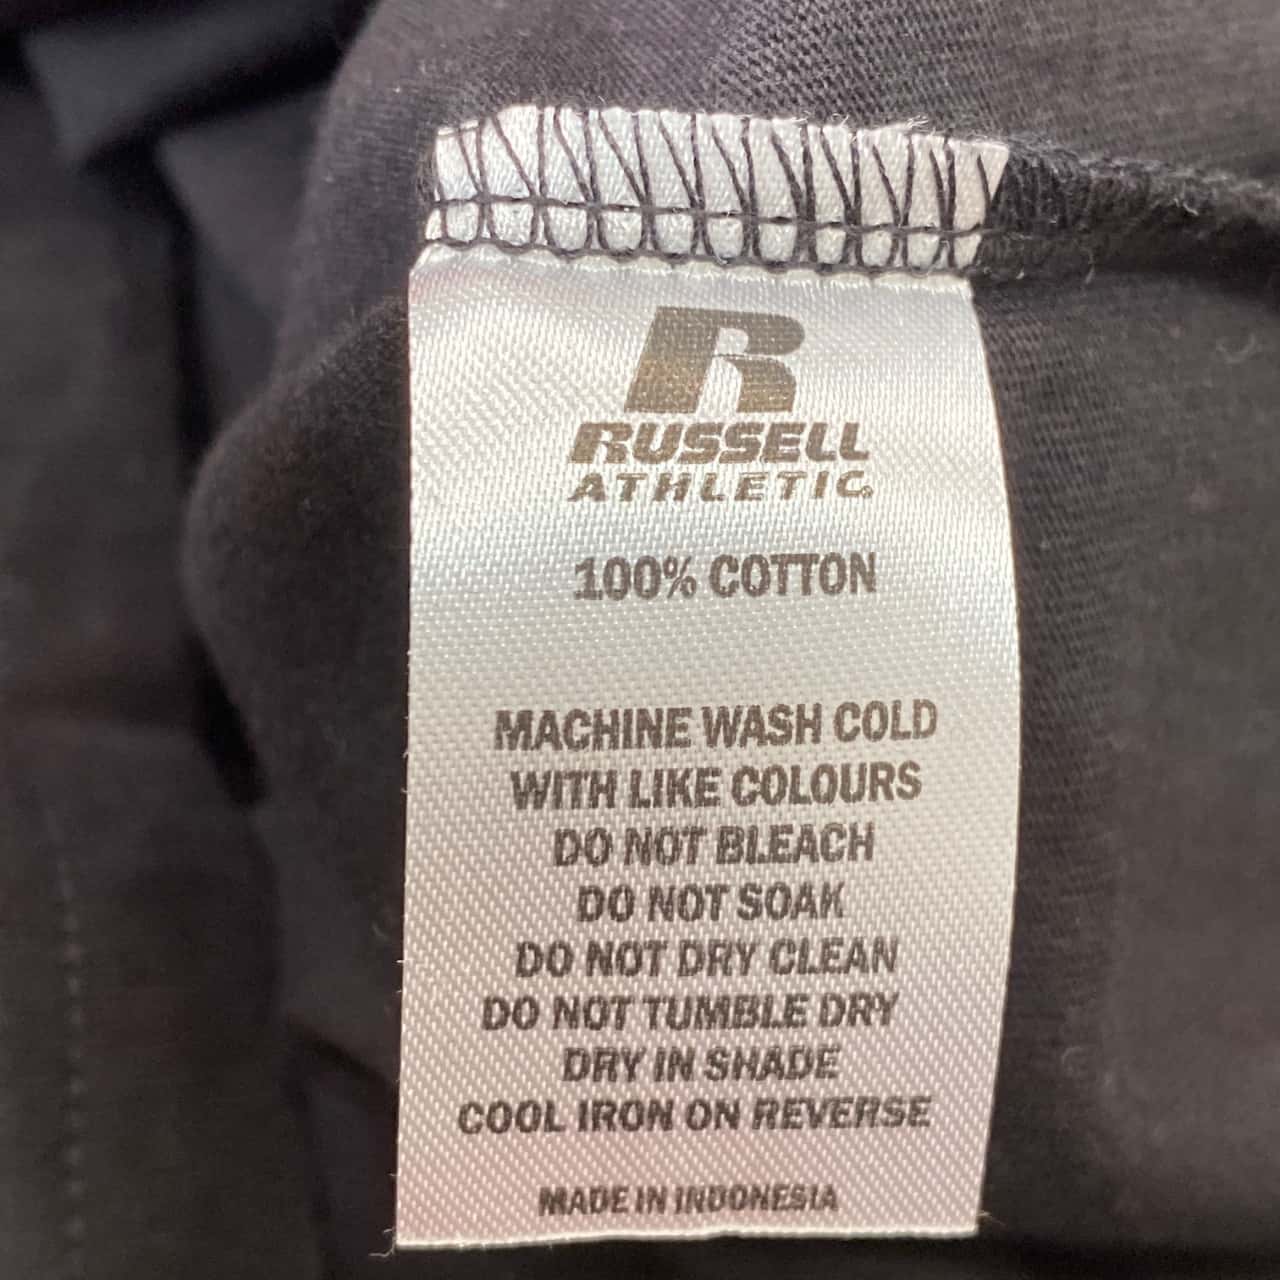 R
RUSSELL
ATHLETIC®
100% COTTON
MACHINE WASH COLD
WITH LIKE COLOURS
DO NOT BLEACH
DO NOT SOAK
DO NOT DRY CLEAN
DO NOT TUMBLE DRY
DRY IN SHADE
COOL IRON ON REVERSE
MADE IN INDONESIA